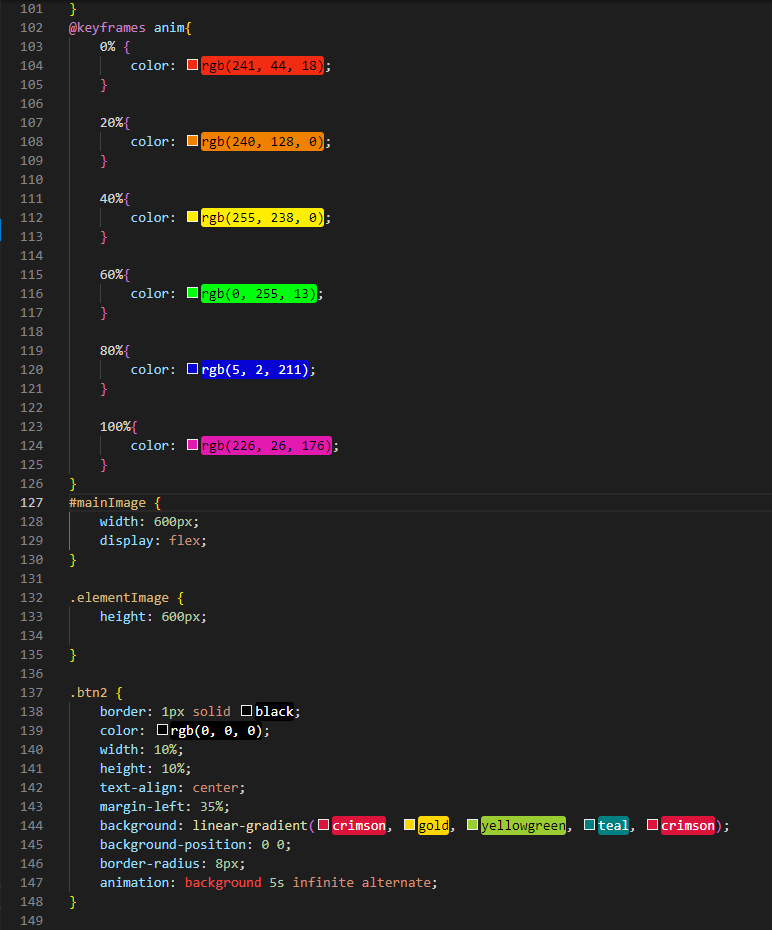 101 }
102 @keyframes anim{
103     0% {
104         color: rgb(241, 44, 18);
105     }
106
107     20%{
108         color: rgb(240, 128, 0);
109     }
110
111     40%{
112         color: rgb(255, 238, 0);
113     }
114
115     60%{
116         color: rgb(0, 255, 13);
117     }
118
119     80%{
120         color: rgb(5, 2, 211);
121     }
122
123     100%{
124         color: rgb(226, 26, 176);
125     }
126 }
127 #mainImage {
128     width: 600px;
129     display: flex;
130 }
131
132 .elementImage {
133     height: 600px;
134
135 }
136
137 .btn2 {
138     border: 1px solid black;
139     color: rgb(0, 0, 0);
140     width: 10%;
141     height: 10%;
142     text-align: center;
143     margin-left: 35%;
144     background: linear-gradient(crimson, gold, yellowgreen, teal, crimson);
145     background-position: 0 0;
146     border-radius: 8px;
147     animation: background 5s infinite alternate;
148 }
149